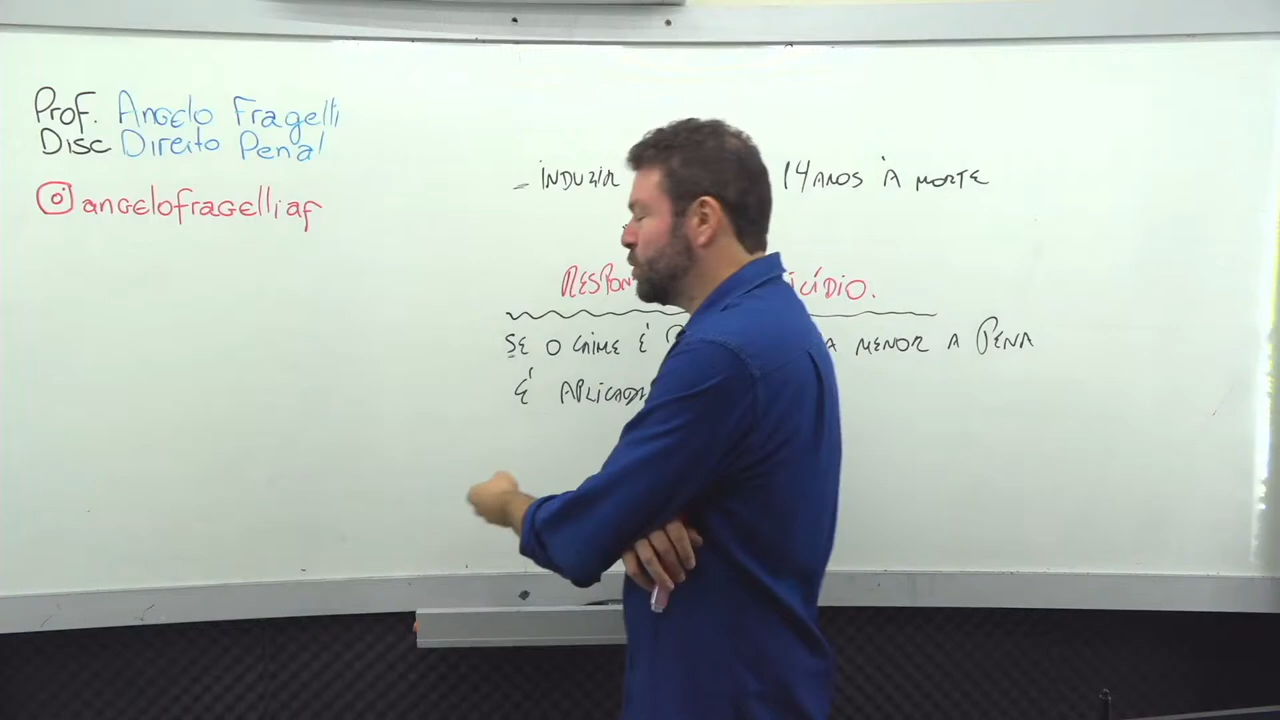 Prof. Angelo Fragelli
Disc Direito Penal
angelofragelliaf
- INDUZIR 14 ANOS À MORTE
RESPON ICÍDIO.
SE O CRIME É A MENOR A PENA
É APLICADA